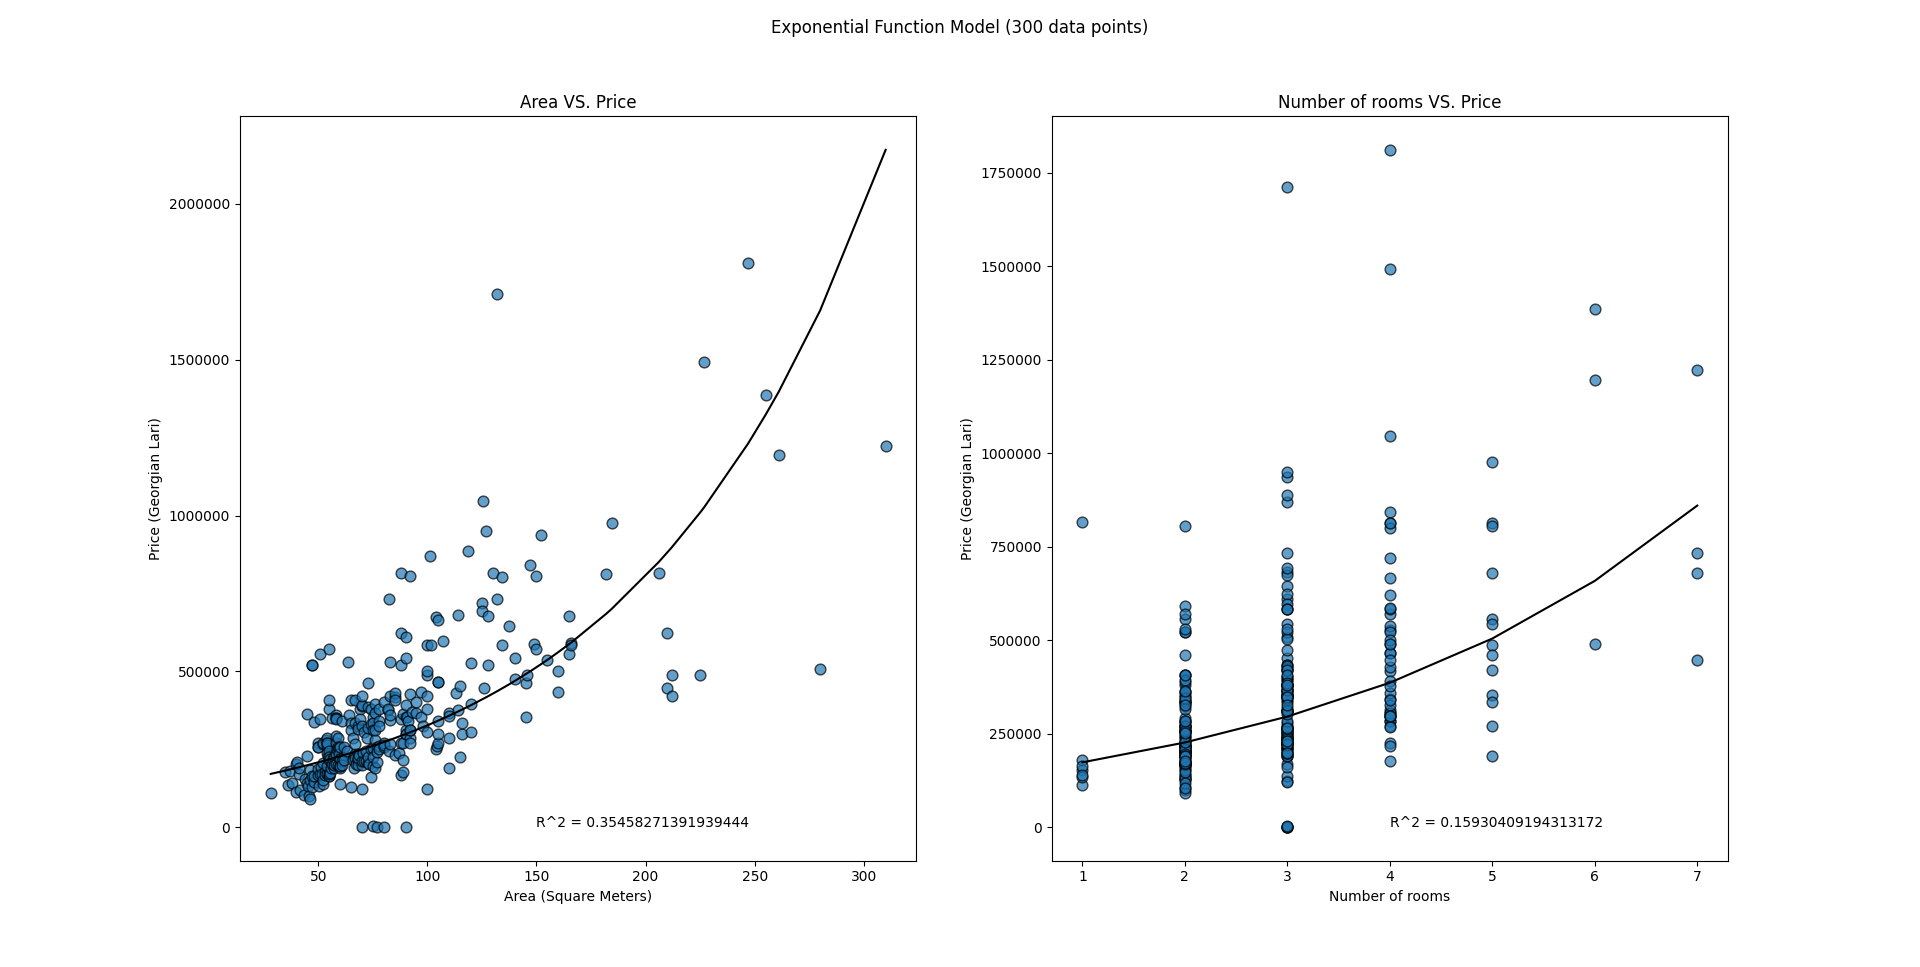 Exponential Function Model (300 data points)
Area VS. Price
Price (Georgian Lari)
2000000
1500000
1000000
500000
0
R^2 = 0.35458271391939444
50 100 150 200 250 300
Area (Square Meters)
Number of rooms VS. Price
Price (Georgian Lari)
1750000
1500000
1250000
1000000
750000
500000
250000
0
R^2 = 0.15930409194313172
1 2 3 4 5 6 7
Number of rooms